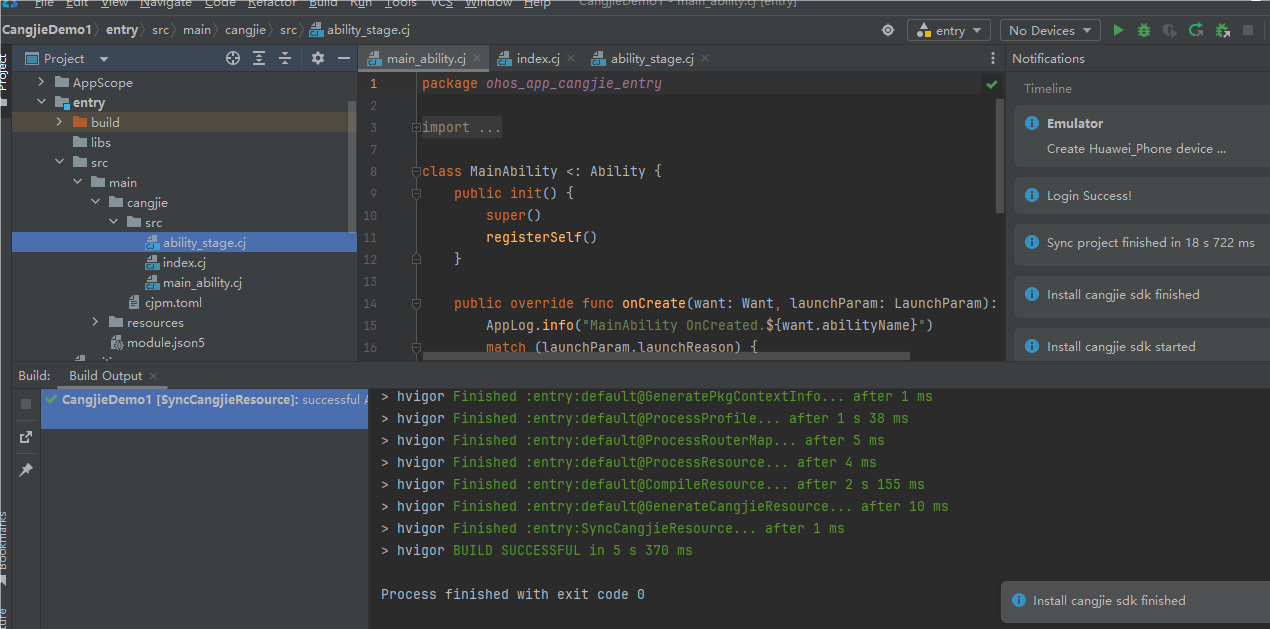 File Edit View Navigate Code Refactor Build Run Tools VCS Window Help CangjieDemo1 - main_ability.cj [entry]
CangjieDemo1 entry src main cangjie src ability_stage.cj
entry No Devices
Project
Project
AppScope
entry
build
libs
src
main
cangjie
src
ability_stage.cj
index.cj
main_ability.cj
cjpm.toml
resources
module.json5
main_ability.cj index.cj ability_stage.cj
1 package ohos_app_cangjie_entry
2
3 import ...
7
8 class MainAbility <: Ability {
9 public init() {
10 super()
11 registerSelf()
12 }
13
14 public override func onCreate(want: Want, launchParam: LaunchParam):
15 AppLog.info("MainAbility OnCreated.${want.abilityName}")
16 match (launchParam.launchReason) {
Notifications
Timeline
Emulator
Create Huawei_Phone device ...
Login Success!
Sync project finished in 18 s 722 ms
Install cangjie sdk finished
Install cangjie sdk started
Build: Build Output
CangjieDemo1 [SyncCangjieResource]: successful
> hvigor Finished :entry:default@GeneratePkgContextInfo... after 1 ms
> hvigor Finished :entry:default@ProcessProfile... after 1 s 38 ms
> hvigor Finished :entry:default@ProcessRouterMap... after 5 ms
> hvigor Finished :entry:default@ProcessResource... after 4 ms
> hvigor Finished :entry:default@CompileResource... after 2 s 155 ms
> hvigor Finished :entry:default@GenerateCangjieResource... after 10 ms
> hvigor Finished :entry:SyncCangjieResource... after 1 ms
> hvigor BUILD SUCCESSFUL in 5 s 370 ms
Process finished with exit code 0
Bookmarks
Install cangjie sdk finished